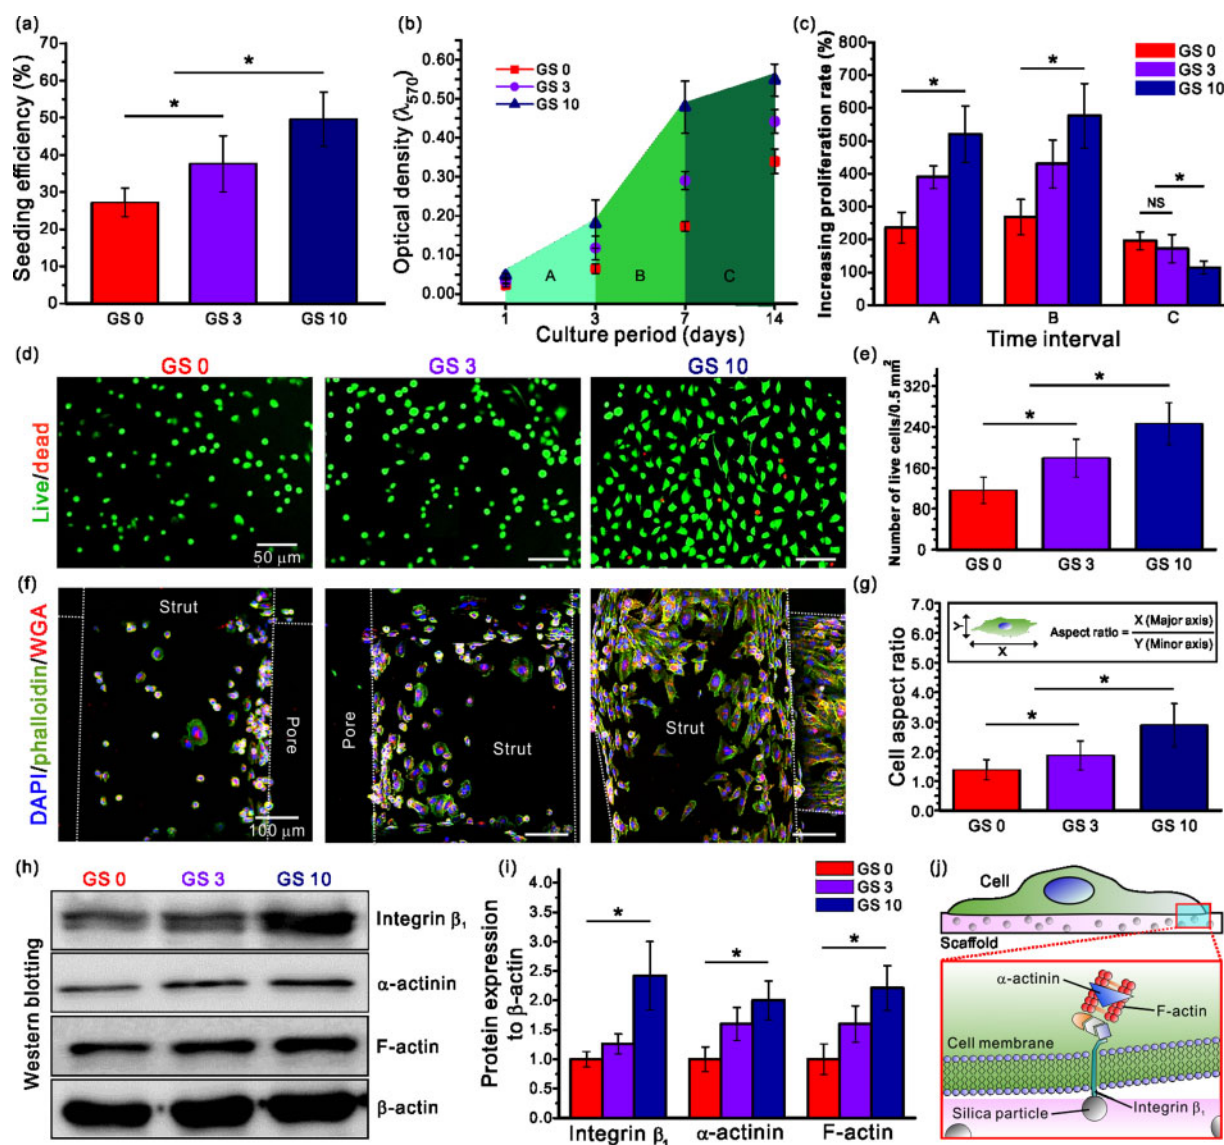 (a)
Seeding efficiency (%)
70
60
50
40
30
20
10
0
*
*
GS 0
GS 3
GS 10
(b)
Optical density (λ570)
0.60
0.50
0.40
0.30
0.20
0.10
0.00
GS 0
GS 3
GS 10
A
B
C
1
3
7
14
Culture period (days)
(c)
Increasing proliferation rate (%)
800
700
600
500
400
300
200
100
0
GS 0
GS 3
GS 10
*
*
*
NS
A
B
C
Time interval
(d)
GS 0
GS 3
GS 10
Live/dead
50 μm
(e)
Number of live cells/0.5 mm²
320
240
160
80
0
*
*
GS 0
GS 3
GS 10
(f)
DAPI/phalloidin/WGA
Strut
Pore
100 μm
Pore
Strut
Strut
(g)
Cell aspect ratio
7.0
6.0
5.0
4.0
3.0
2.0
1.0
0.0
Y
X
Aspect ratio =
X (Major axis)
Y (Minor axis)
*
*
GS 0
GS 3
GS 10
(h)
GS 0
GS 3
GS 10
Western blotting
Integrin β1
α-actinin
F-actin
β-actin
(i)
GS 0
GS 3
GS 10
Protein expression
to β-actin
4.0
3.5
3.0
2.5
2.0
1.5
1.0
0.5
0.0
*
*
*
Integrin β1
α-actinin
F-actin
(j)
Cell
Scaffold
α-actinin
F-actin
Cell membrane
Silica particle
Integrin β1